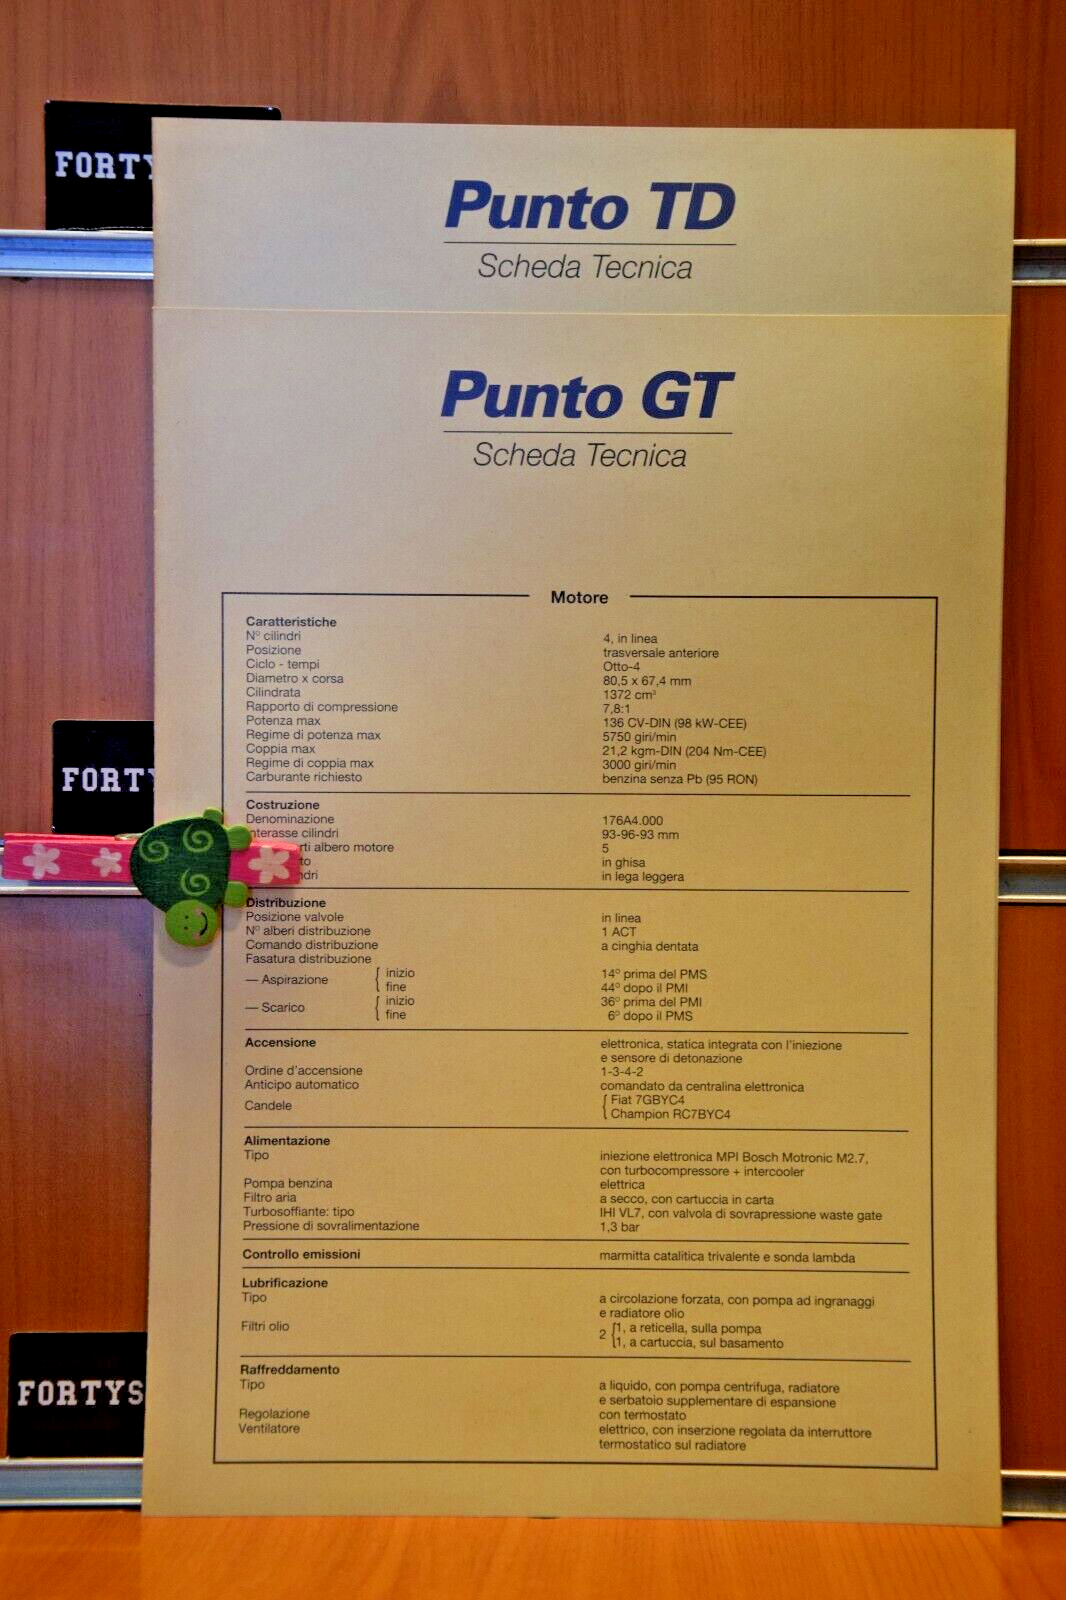 FORTY
Punto TD
Scheda Tecnica
Punto GT
Scheda Tecnica
Motore
Caratteristiche
N° cilindri 4, in linea
Posizione trasversale anteriore
Ciclo - tempi Otto-4
Diametro x corsa 80,5 x 67,4 mm
Cilindrata 1372 cm³
Rapporto di compressione 7,8:1
Potenza max 136 CV-DIN (98 kW-CEE)
Regime di potenza max 5750 giri/min
Coppia max 21,2 kgm-DIN (204 Nm-CEE)
Regime di coppia max 3000 giri/min
Carburante richiesto benzina senza Pb (95 RON)
FORTY
Costruzione
Denominazione 176A4.000
nterasse cilindri 93-96-93 mm
rti albero motore 5
to in ghisa
ndri in lega leggera
Distribuzione
Posizione valvole in linea
N° alberi distribuzione 1 ACT
Comando distribuzione a cinghia dentata
Fasatura distribuzione
— Aspirazione { inizio 14° prima del PMS
fine 44° dopo il PMI
— Scarico { inizio 36° prima del PMI
fine 6° dopo il PMS
Accensione elettronica, statica integrata con l'iniezione
e sensore di detonazione
Ordine d'accensione 1-3-4-2
Anticipo automatico comandato da centralina elettronica
Candele { Fiat 7GBYC4
Champion RC7BYC4
Alimentazione
Tipo iniezione elettronica MPI Bosch Motronic M2.7,
con turbocompressore + intercooler
Pompa benzina elettrica
Filtro aria a secco, con cartuccia in carta
Turbosoffiante: tipo IHI VL7, con valvola di sovrapressione waste gate
Pressione di sovralimentazione 1,3 bar
Controllo emissioni marmitta catalitica trivalente e sonda lambda
Lubrificazione
Tipo a circolazione forzata, con pompa ad ingranaggi
e radiatore olio
Filtri olio 2 { 1, a reticella, sulla pompa
1, a cartuccia, sul basamento
Raffreddamento
Tipo a liquido, con pompa centrifuga, radiatore
e serbatoio supplementare di espansione
Regolazione con termostato
Ventilatore elettrico, con inserzione regolata da interruttore
termostatico sul radiatore
FORTYS